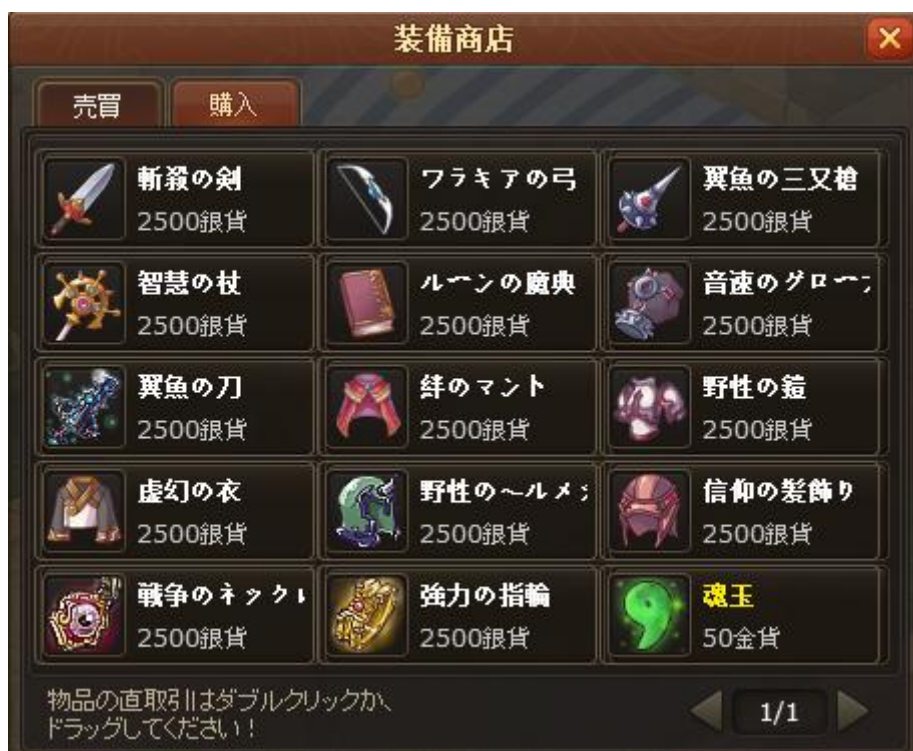 装備商店
売買
購入
斬殺の剣
2500銀貨
ワラキアの弓
2500銀貨
翼魚の三又槍
2500銀貨
智慧の杖
2500銀貨
ルーンの魔典
2500銀貨
音速のグロー
2500銀貨
翼魚の刀
2500銀貨
絆のマント
2500銀貨
野性の鎧
2500銀貨
虚幻の衣
2500銀貨
野性のヘルメ
2500銀貨
信仰の髪飾り
2500銀貨
戦争のネックレ
2500銀貨
強力の指輪
2500銀貨
魂玉
50金貨
物品の直取引はダブルクリックか、
ドラッグしてください！
1/1